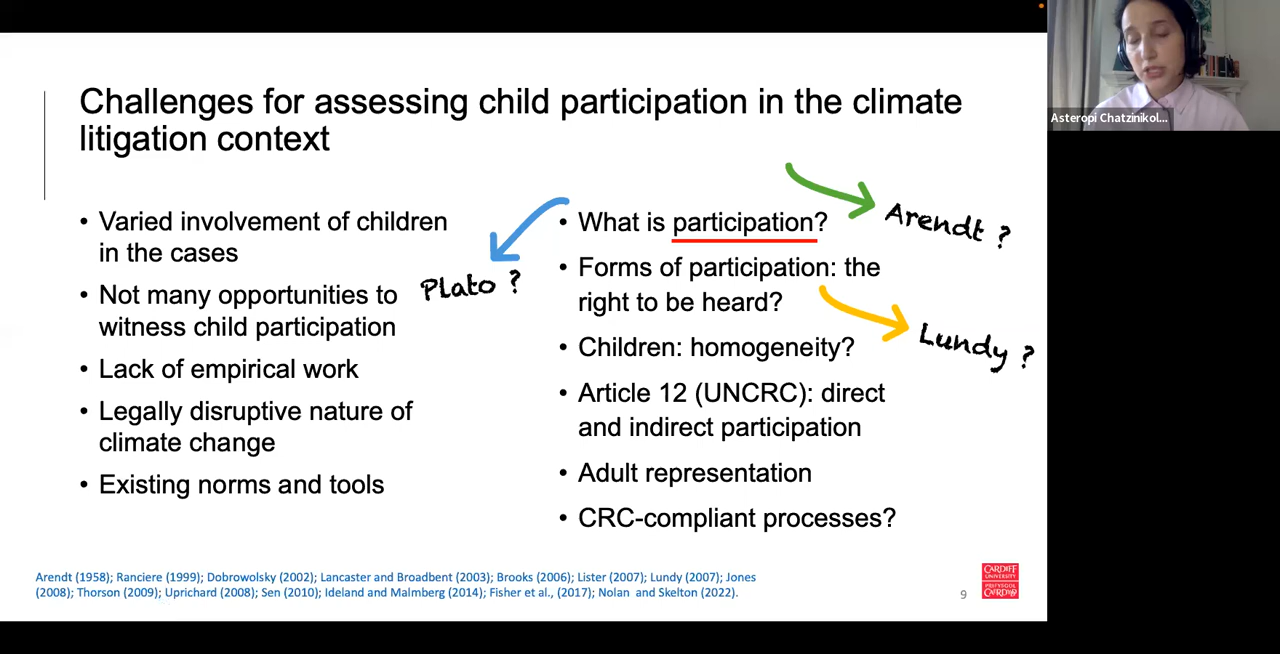 Challenges for assessing child participation in the climate
litigation context
• Varied involvement of children
in the cases
• Not many opportunities to
witness child participation
• Lack of empirical work
• Legally disruptive nature of
climate change
• Existing norms and tools
Plato ?
• What is participation?
• Forms of participation: the
right to be heard?
• Children: homogeneity?
• Article 12 (UNCRC): direct
and indirect participation
• Adult representation
• CRC-compliant processes?
Arendt ?
Lundy ?
Arendt (1958); Ranciere (1999); Dobrowolsky (2002); Lancaster and Broadbent (2003); Brooks (2006); Lister (2007); Lundy (2007); Jones
(2008); Thorson (2009); Uprichard (2008); Sen (2010); Ideland and Malmberg (2014); Fisher et al., (2017); Nolan and Skelton (2022).
9
CARDIFF
UNIVERSITY
PRIFYSGOL
CAERDYDD
Asteropi Chatzinikol...